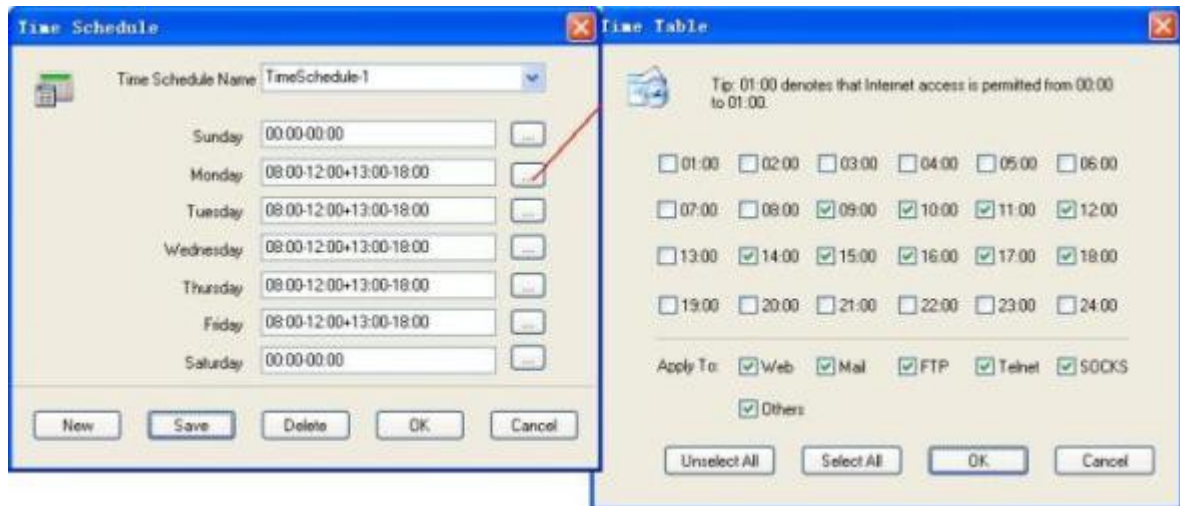 Time Schedule
Time Schedule Name TimeSchedule-1
Sunday 00:00-00:00 ...
Monday 08:00-12:00+13:00-18:00 ...
Tuesday 08:00-12:00+13:00-18:00 ...
Wednesday 08:00-12:00+13:00-18:00 ...
Thursday 08:00-12:00+13:00-18:00 ...
Friday 08:00-12:00+13:00-18:00 ...
Saturday 00:00-00:00 ...
New Save Delete OK Cancel
Time Table
Tip: 01:00 denotes that Internet access is permitted from 00:00
to 01:00.
01:00 02:00 03:00 04:00 05:00 06:00
07:00 08:00 09:00 10:00 11:00 12:00
13:00 14:00 15:00 16:00 17:00 18:00
19:00 20:00 21:00 22:00 23:00 24:00
Apply To: Web Mail FTP Telnet SOCKS
Others
Unselect All Select All OK Cancel